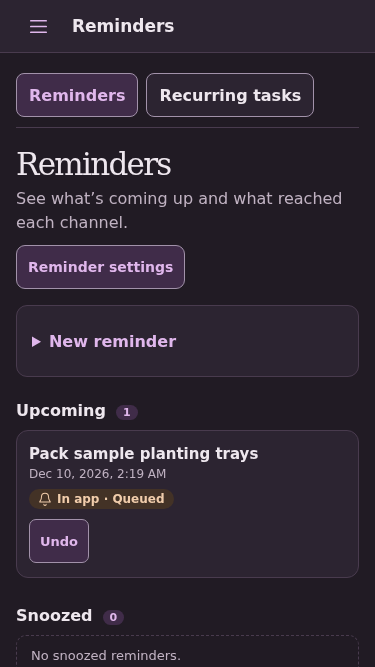 Reminders
Reminders
Recurring tasks
Reminders
See what’s coming up and what reached
each channel.
Reminder settings
New reminder
Upcoming 1
Pack sample planting trays
Dec 10, 2026, 2:19 AM
In app · Queued
Undo
Snoozed 0
No snoozed reminders.